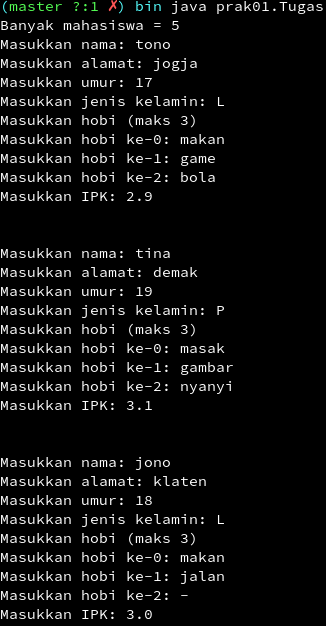 (master ?:1 ✗) bin java prak01.Tugas
Banyak mahasiswa = 5
Masukkan nama: tono
Masukkan alamat: jogja
Masukkan umur: 17
Masukkan jenis kelamin: L
Masukkan hobi (maks 3)
Masukkan hobi ke-0: makan
Masukkan hobi ke-1: game
Masukkan hobi ke-2: bola
Masukkan IPK: 2.9
Masukkan nama: tina
Masukkan alamat: demak
Masukkan umur: 19
Masukkan jenis kelamin: P
Masukkan hobi (maks 3)
Masukkan hobi ke-0: masak
Masukkan hobi ke-1: gambar
Masukkan hobi ke-2: nyanyi
Masukkan IPK: 3.1
Masukkan nama: jono
Masukkan alamat: klaten
Masukkan umur: 18
Masukkan jenis kelamin: L
Masukkan hobi (maks 3)
Masukkan hobi ke-0: makan
Masukkan hobi ke-1: jalan
Masukkan hobi ke-2: -
Masukkan IPK: 3.0